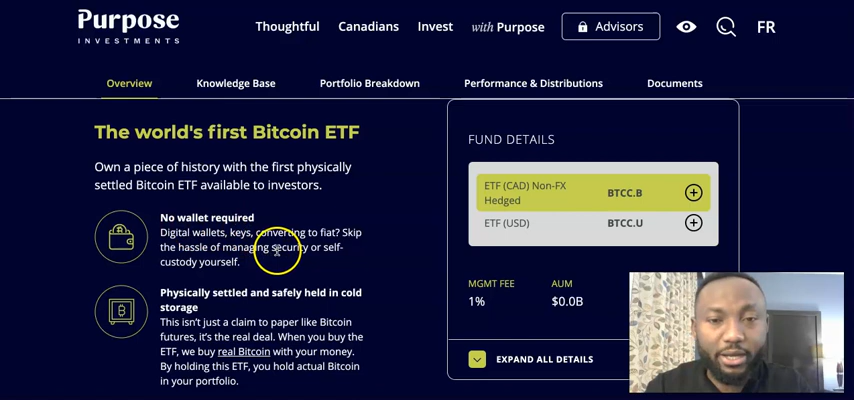 Purpose
INVESTMENTS
Thoughtful Canadians Invest with Purpose Advisors FR
Overview Knowledge Base Portfolio Breakdown Performance & Distributions Documents
The world's first Bitcoin ETF
Own a piece of history with the first physically
settled Bitcoin ETF available to investors.
No wallet required
Digital wallets, keys, converting to fiat? Skip
the hassle of managing security or self-
custody yourself.
Physically settled and safely held in cold
storage
This isn't just a claim to paper like Bitcoin
futures, it's the real deal. When you buy the
ETF, we buy real Bitcoin with your money.
By holding this ETF, you hold actual Bitcoin
in your portfolio.
FUND DETAILS
ETF (CAD) Non-FX
Hedged
BTCC.B
ETF (USD) BTCC.U
MGMT FEE AUM
1% $0.0B
EXPAND ALL DETAILS